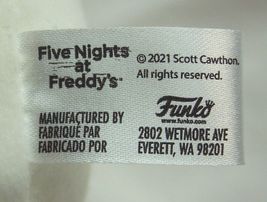 Five Nights
at
Freddy's™
© 2021 Scott Cawthon.
All rights reserved.
MANUFACTURED BY
FABRIQUÉ PAR
FABRICADO POR
Funko
www.funko.com
2802 WETMORE AVE
EVERETT, WA 98201